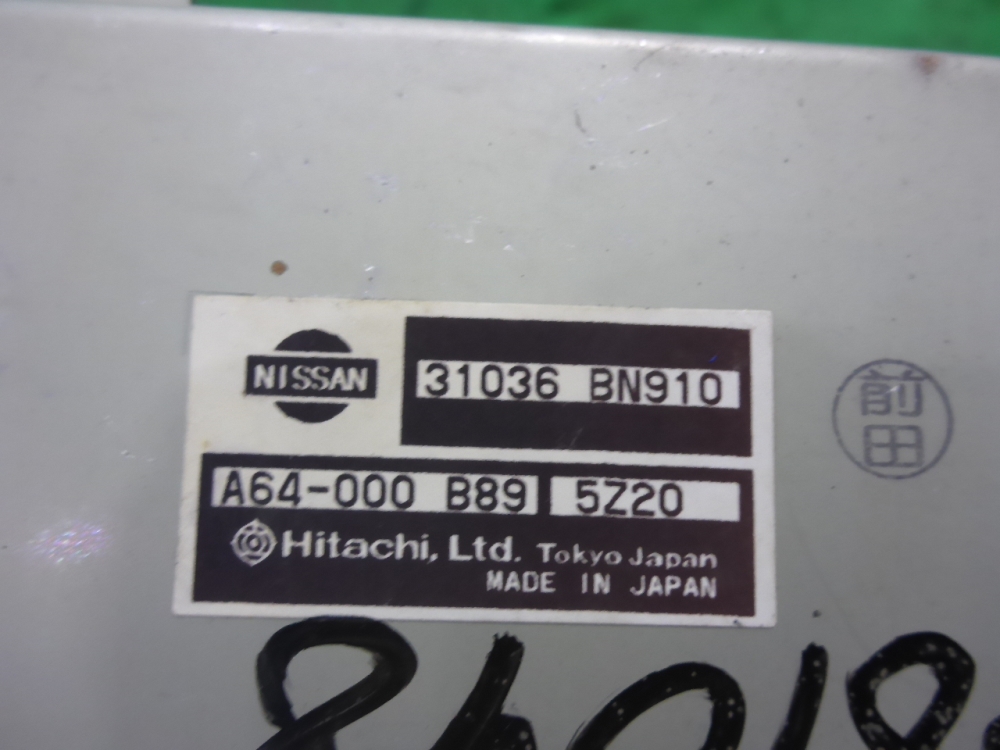 NISSAN
31036 BN910
A64-000 B89 5Z20
Hitachi, Ltd. Tokyo Japan
MADE IN JAPAN
前田